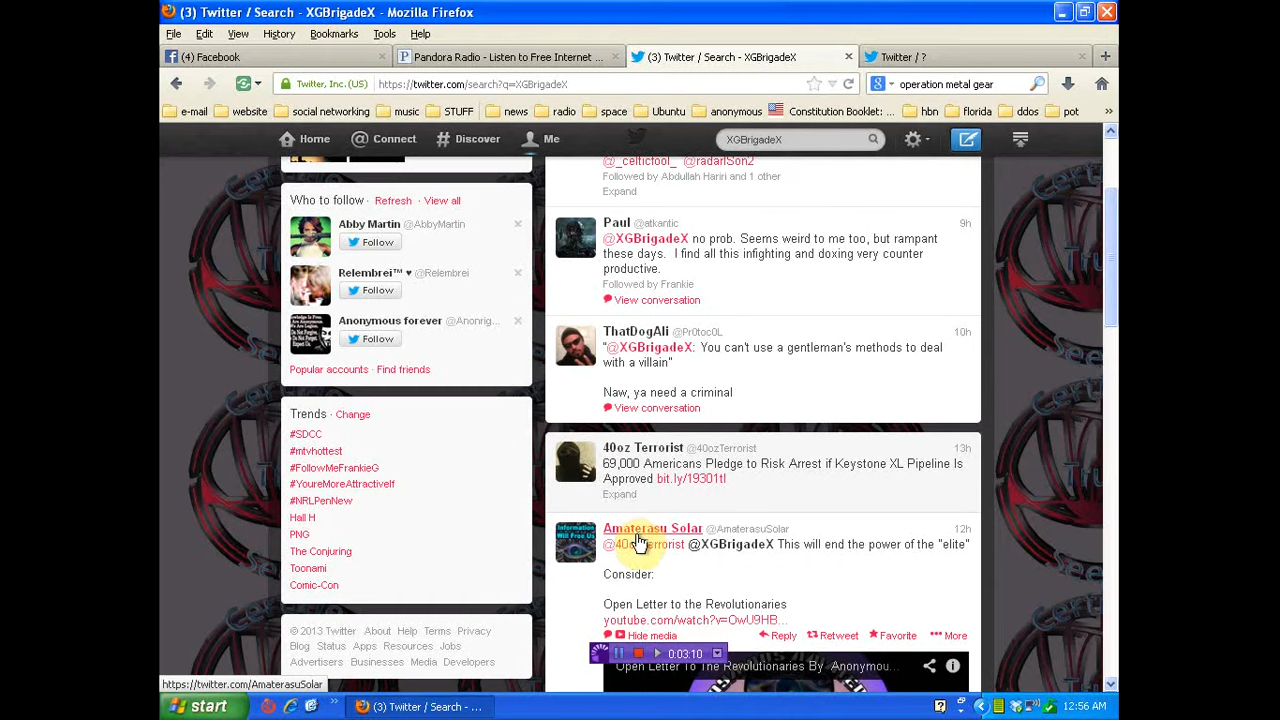 (3) Twitter / Search - XGBrigadeX - Mozilla Firefox
File Edit View History Bookmarks Tools Help
(4) Facebook
Pandora Radio - Listen to Free Internet ...
(3) Twitter / Search - XGBrigadeX
Twitter / ?
Twitter, Inc. (US)
https://twitter.com/search?q=XGBrigadeX
operation metal gear
e-mail website social networking music STUFF news radio space Ubuntu anonymous Constitution Booklet:... hbn florida ddos pot
Home Connect Discover Me
XGBrigadeX
Who to follow · Refresh · View all
Abby Martin @AbbyMartin
Follow
Relembrei™ ♥ @Relembrei
Follow
Anonymous forever @Anonrig...
Follow
Popular accounts · Find friends
Trends · Change
#SDCC
#mtvhottest
#FollowMeFrankieG
#YoureMoreAttractiveIf
#NRLPenNew
Hall H
PNG
The Conjuring
Toonami
Comic-Con
© 2013 Twitter About Help Terms Privacy
Blog Status Apps Resources Jobs
Advertisers Businesses Media Developers
@_celticfool_ @radarISon2
Followed by Abdullah Hariri and 1 other
Expand
Paul @atkantic 9h
@XGBrigadeX no prob. Seems weird to me too, but rampant
these days. I find all this infighting and doxing very counter
productive.
Followed by Frankie
View conversation
ThatDogAli @Pr0toc0L 10h
"@XGBrigadeX: You can't use a gentleman's methods to deal
with a villain"
Naw, ya need a criminal
View conversation
40oz Terrorist @40ozTerrorist 13h
69,000 Americans Pledge to Risk Arrest if Keystone XL Pipeline Is
Approved bit.ly/19301tI
Expand
Information
Will Free Us
Amaterasu Solar @AmaterasuSolar 12h
@XGBrigadeX This will end the power of the "elite"
Consider:
Open Letter to the Revolutionaries
youtube.com/watch?v=OwU9HB...
Hide media Reply Retweet Favorite More
0:03:10
Open Letter To The Revolutionaries By Anonymou...
https://twitter.com/AmaterasuSolar
start
(3) Twitter / Search - ...
12:56 AM